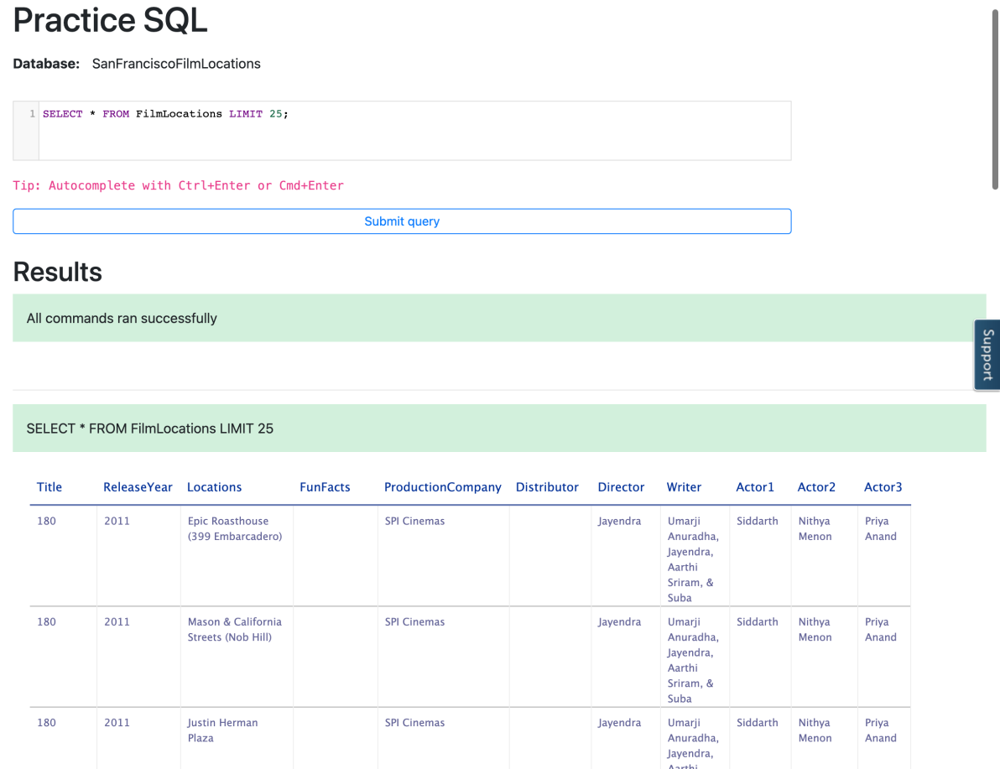 Practice SQL
Database: SanFranciscoFilmLocations
1 SELECT * FROM FilmLocations LIMIT 25;
Tip: Autocomplete with Ctrl+Enter or Cmd+Enter
Submit query
Results
All commands ran successfully
Support
SELECT * FROM FilmLocations LIMIT 25
Title ReleaseYear Locations FunFacts ProductionCompany Distributor Director Writer Actor1 Actor2 Actor3
180 2011 Epic Roasthouse SPI Cinemas Jayendra Umarji Siddarth Nithya Priya
(399 Embarcadero) Anuradha, Menon Anand
Jayendra,
Aarthi
Sriram, &
Suba
180 2011 Mason & California SPI Cinemas Jayendra Umarji Siddarth Nithya Priya
Streets (Nob Hill) Anuradha, Menon Anand
Jayendra,
Aarthi
Sriram, &
Suba
180 2011 Justin Herman SPI Cinemas Jayendra Umarji Siddarth Nithya Priya
Plaza Anuradha, Menon Anand
Jayendra,
Aarthi